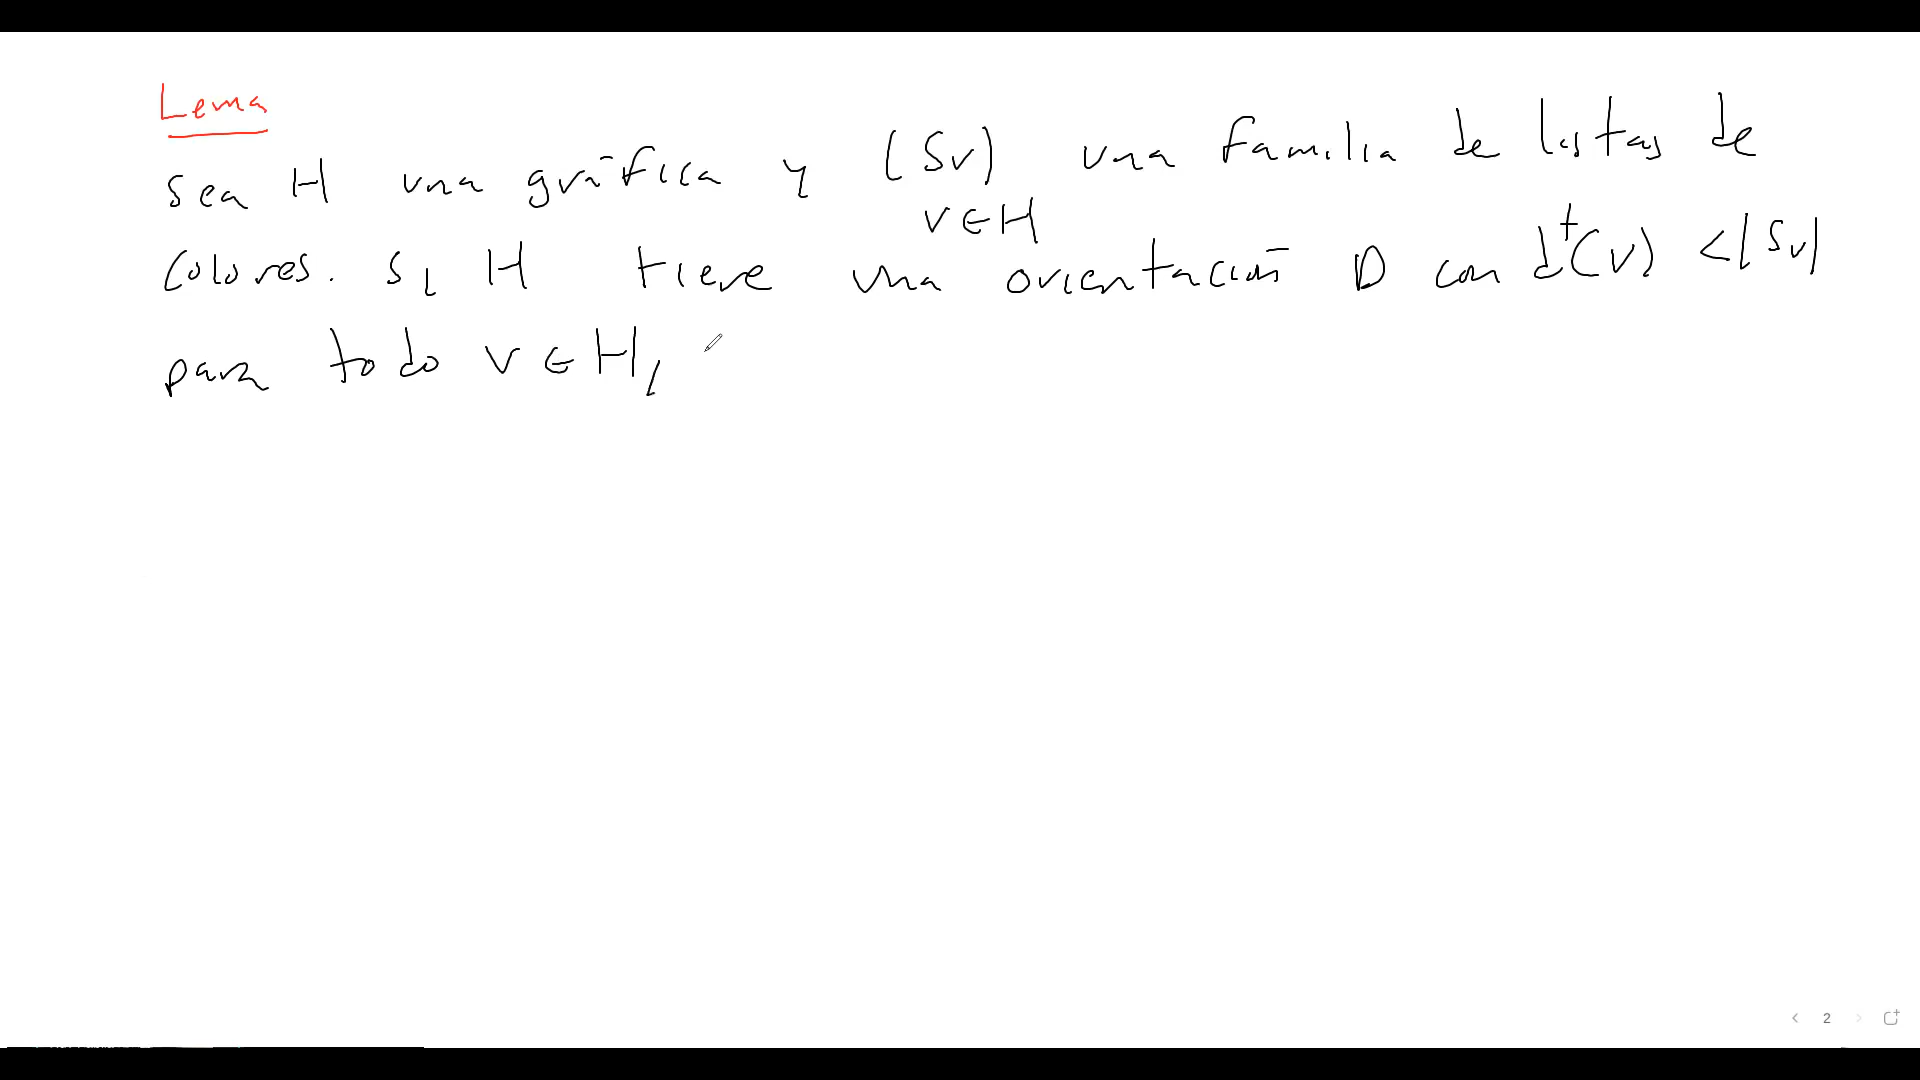 Lema
sea H una gráfica y (Sv) una familia de listas de
v ∈ H
colores. si H tiene una orientación D con d⁺(v) < |Sv|
para todo v ∈ H,
2